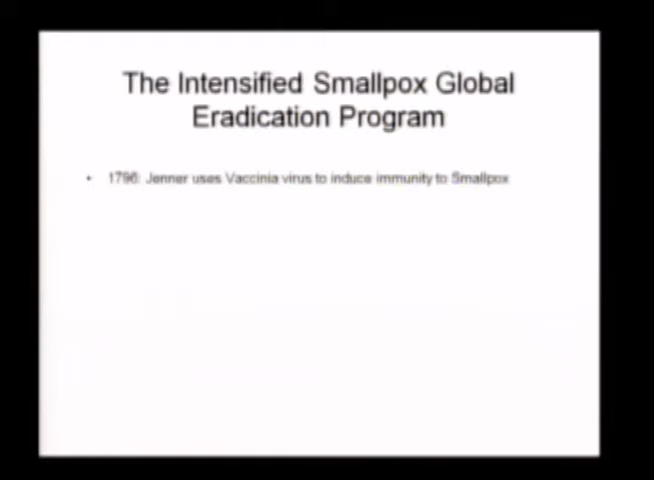 The Intensified Smallpox Global
Eradication Program
• 1796: Jenner uses Vaccinia virus to induce immunity to Smallpox